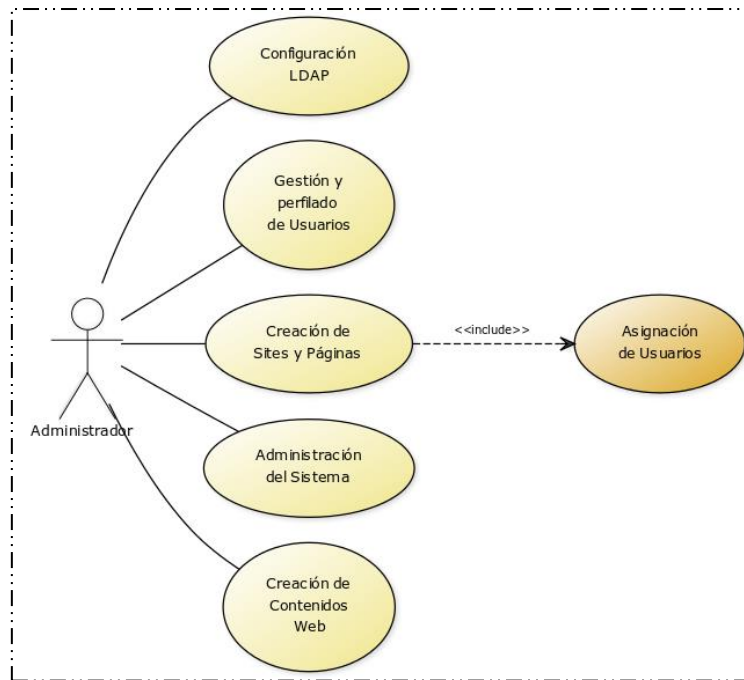 Configuración
LDAP
Gestión y
perfilado
de Usuarios
Creación de
Sites y Páginas
<<include>>
Asignación
de Usuarios
Administrador
Administración
del Sistema
Creación de
Contenidos
Web